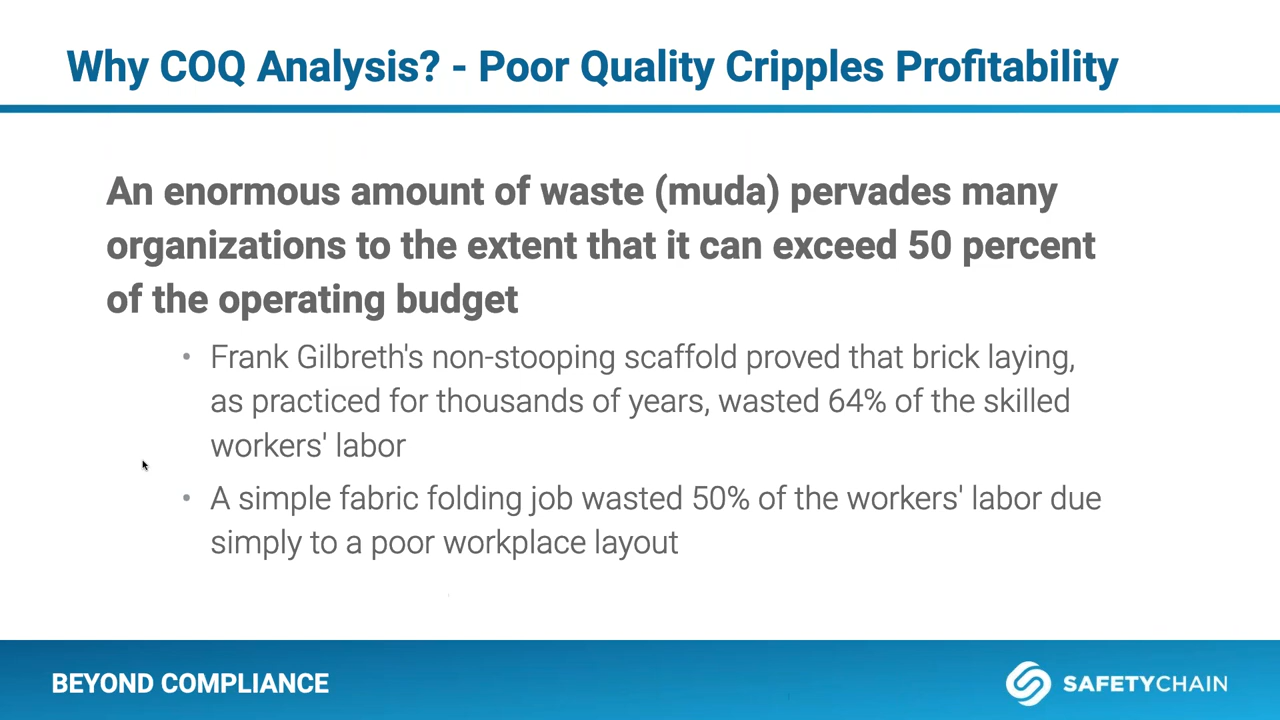 Why COQ Analysis? - Poor Quality Cripples Profitability
An enormous amount of waste (muda) pervades many
organizations to the extent that it can exceed 50 percent
of the operating budget
• Frank Gilbreth's non-stooping scaffold proved that brick laying,
as practiced for thousands of years, wasted 64% of the skilled
workers' labor
• A simple fabric folding job wasted 50% of the workers' labor due
simply to a poor workplace layout
BEYOND COMPLIANCE
SAFETYCHAIN